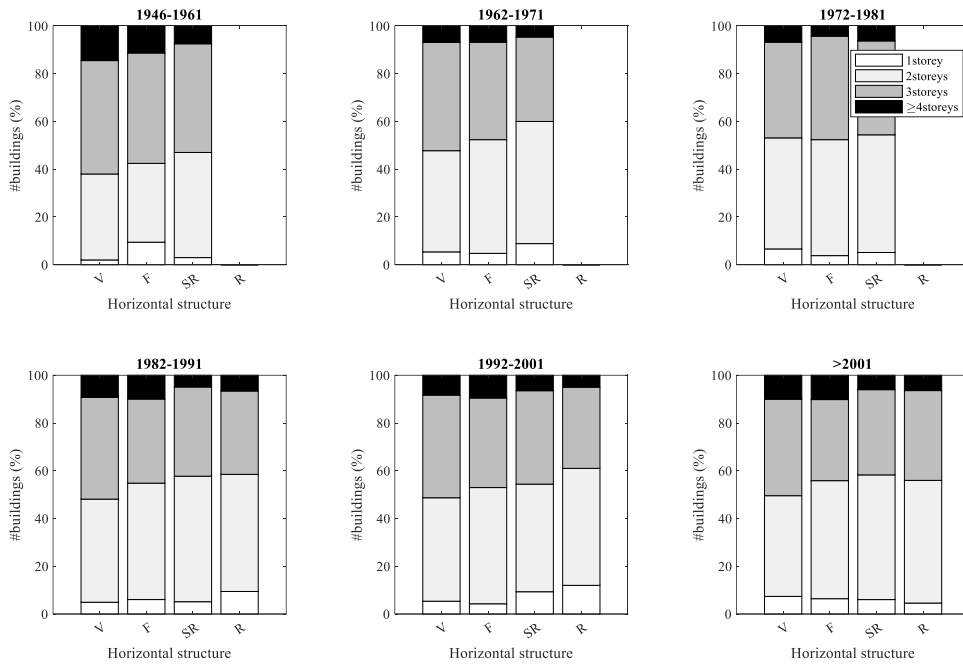 1946-1961
100
80
60
40
20
0
#buildings (%)
V
F
SR
R
Horizontal structure
1962-1971
100
80
60
40
20
0
#buildings (%)
V
F
SR
R
Horizontal structure
1972-1981
100
80
60
40
20
0
#buildings (%)
1storey
2storeys
3storeys
≥4storeys
V
F
SR
R
Horizontal structure
1982-1991
100
80
60
40
20
0
#buildings (%)
V
F
SR
R
Horizontal structure
1992-2001
100
80
60
40
20
0
#buildings (%)
V
F
SR
R
Horizontal structure
>2001
100
80
60
40
20
0
#buildings (%)
V
F
SR
R
Horizontal structure